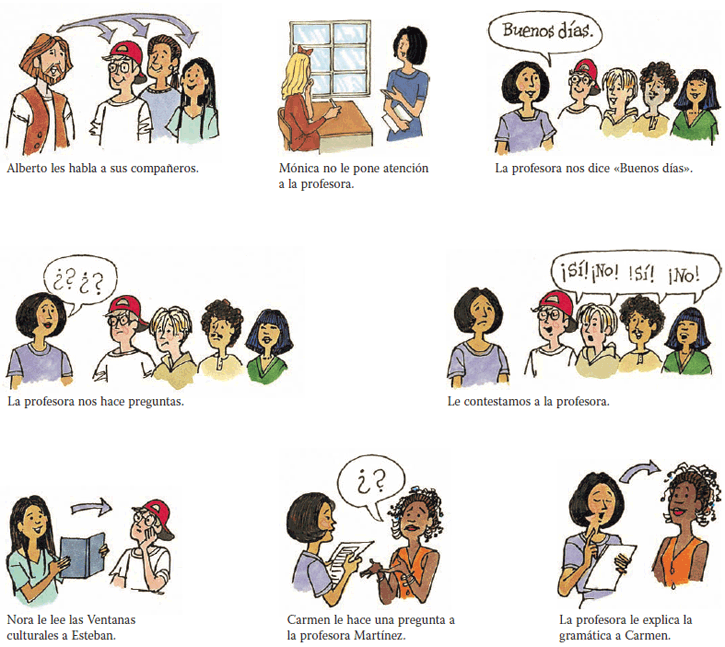 Buenos días.
Alberto les habla a sus compañeros.
Mónica no le pone atención
a la profesora.
La profesora nos dice «Buenos días».
¿? ¿?
¡Sí! ¡No! !Sí! ¡No!
La profesora nos hace preguntas.
Le contestamos a la profesora.
¿?
Nora le lee las Ventanas
culturales a Esteban.
Carmen le hace una pregunta a
la profesora Martínez.
La profesora le explica la
gramática a Carmen.